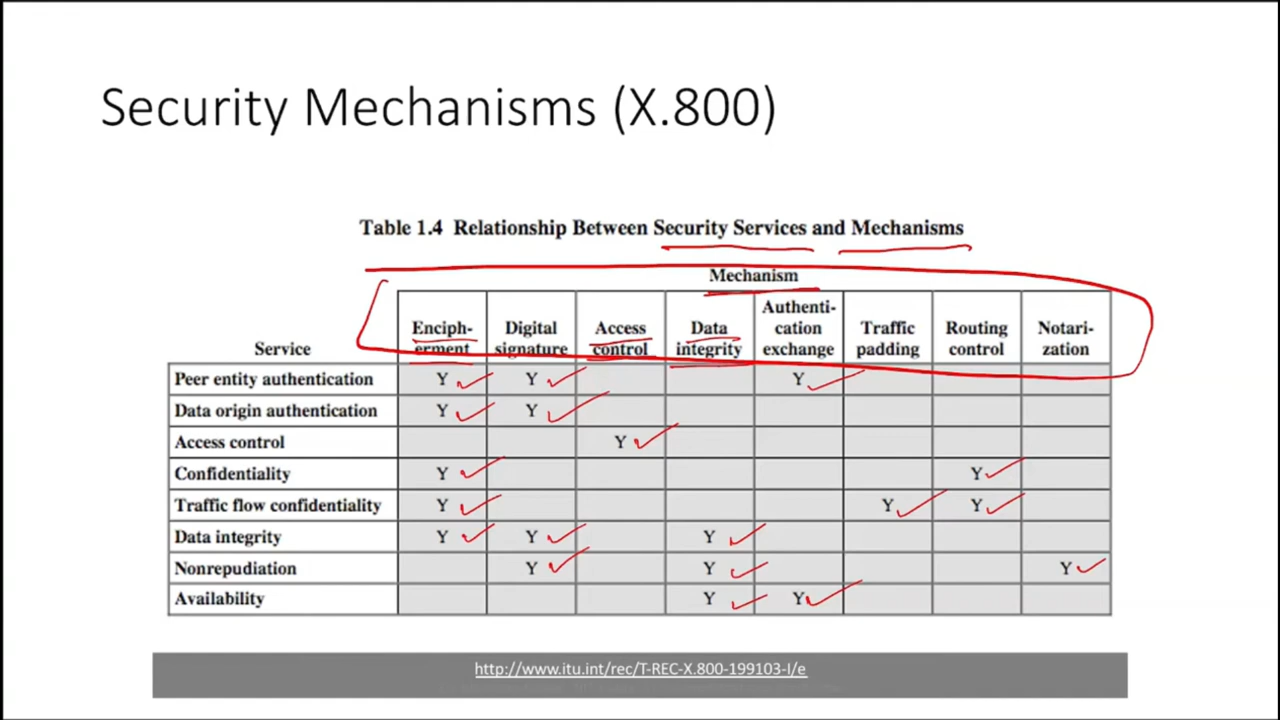 Security Mechanisms (X.800)
Table 1.4 Relationship Between Security Services and Mechanisms
Mechanism
Service Enciph-erment Digital signature Access control Data integrity Authenti-cation exchange Traffic padding Routing control Notari-zation
Peer entity authentication Y Y Y
Data origin authentication Y Y
Access control Y
Confidentiality Y Y
Traffic flow confidentiality Y Y Y
Data integrity Y Y Y
Nonrepudiation Y Y Y
Availability Y Y
http://www.itu.int/rec/T-REC-X.800-199103-I/e